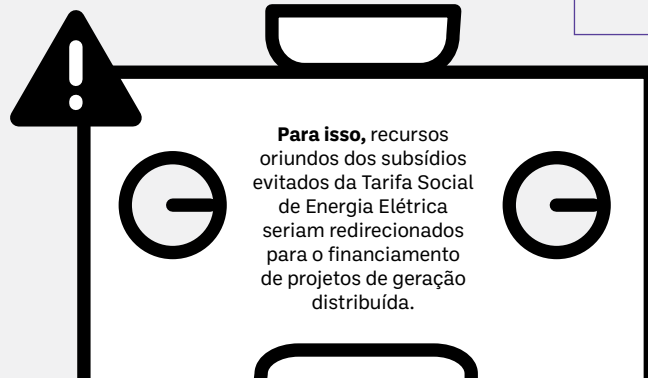 Para isso, recursos
oriundos dos subsídios
evitados da Tarifa Social
de Energia Elétrica
seriam redirecionados
para o financiamento
de projetos de geração
distribuída.